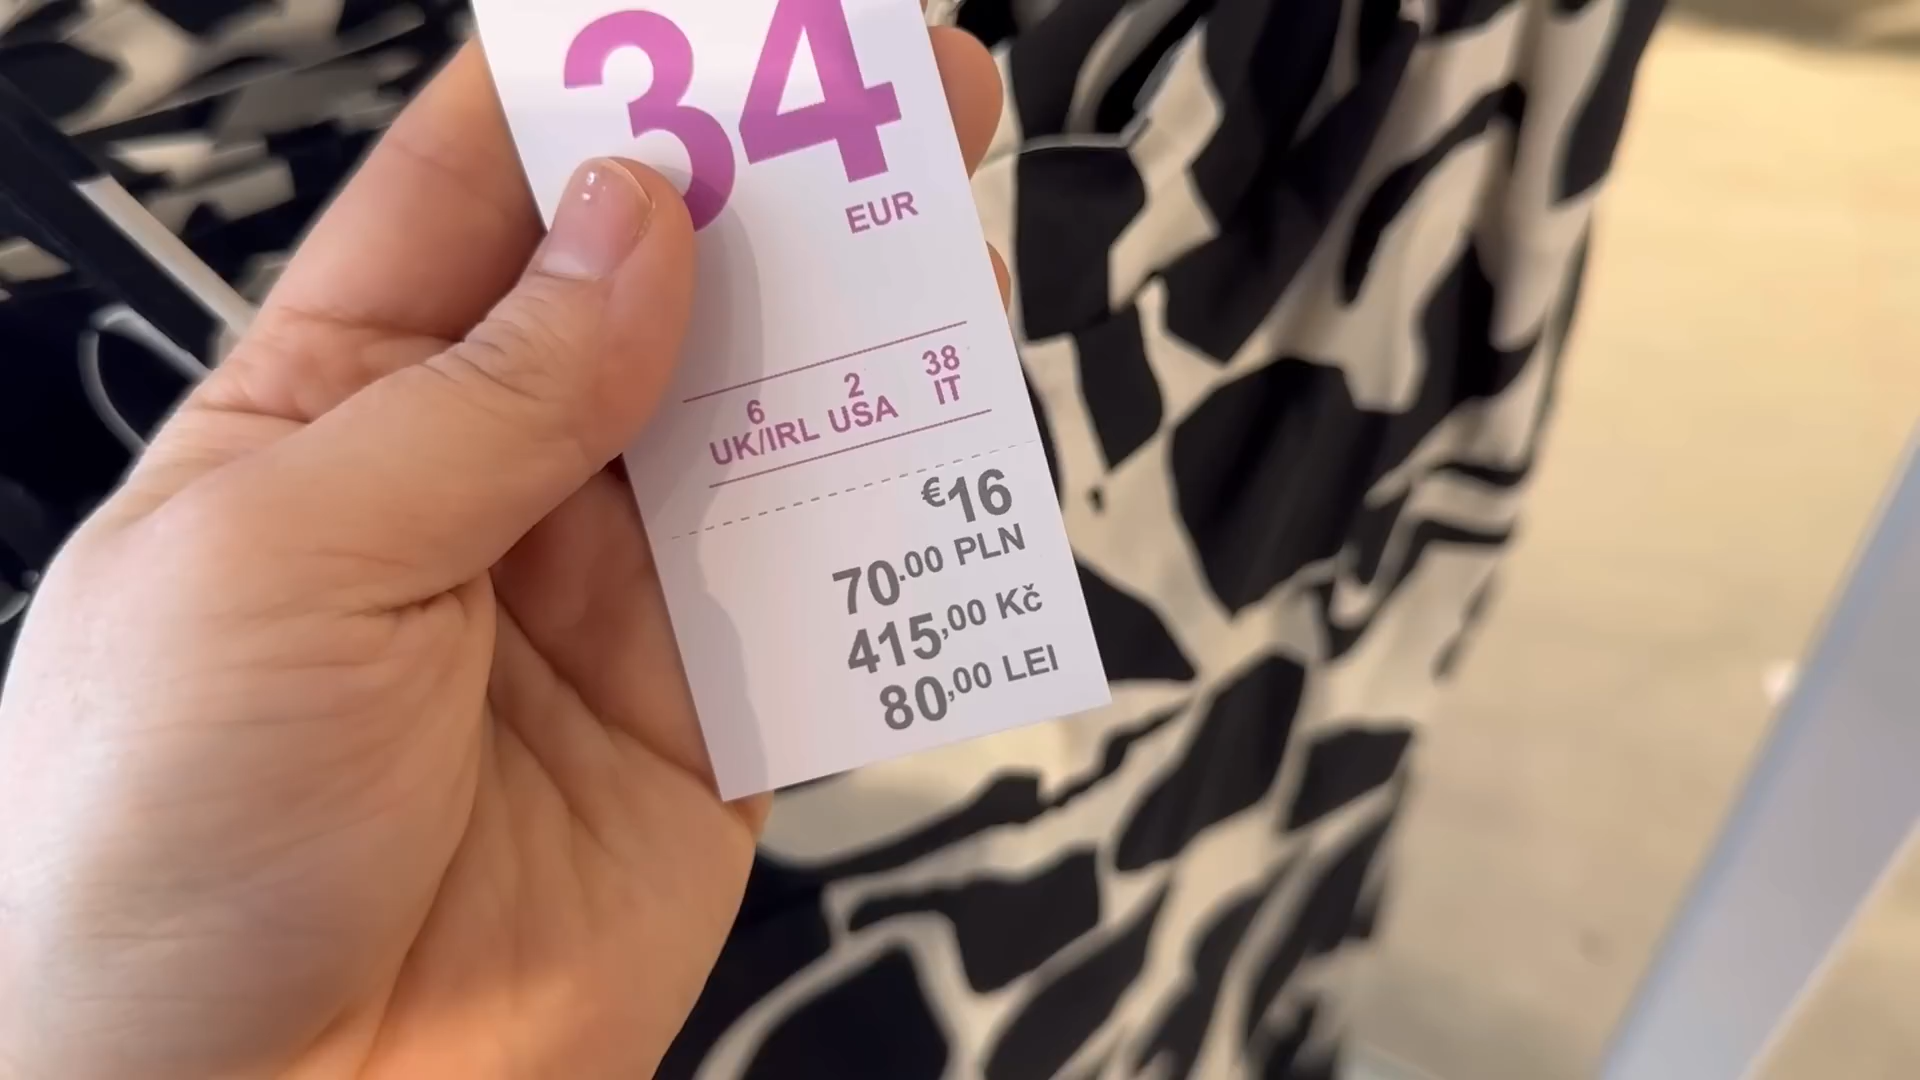 34
EUR
6 2 38
UK/IRL USA IT
€16
70.00 PLN
415,00 Kč
80,00 LEI